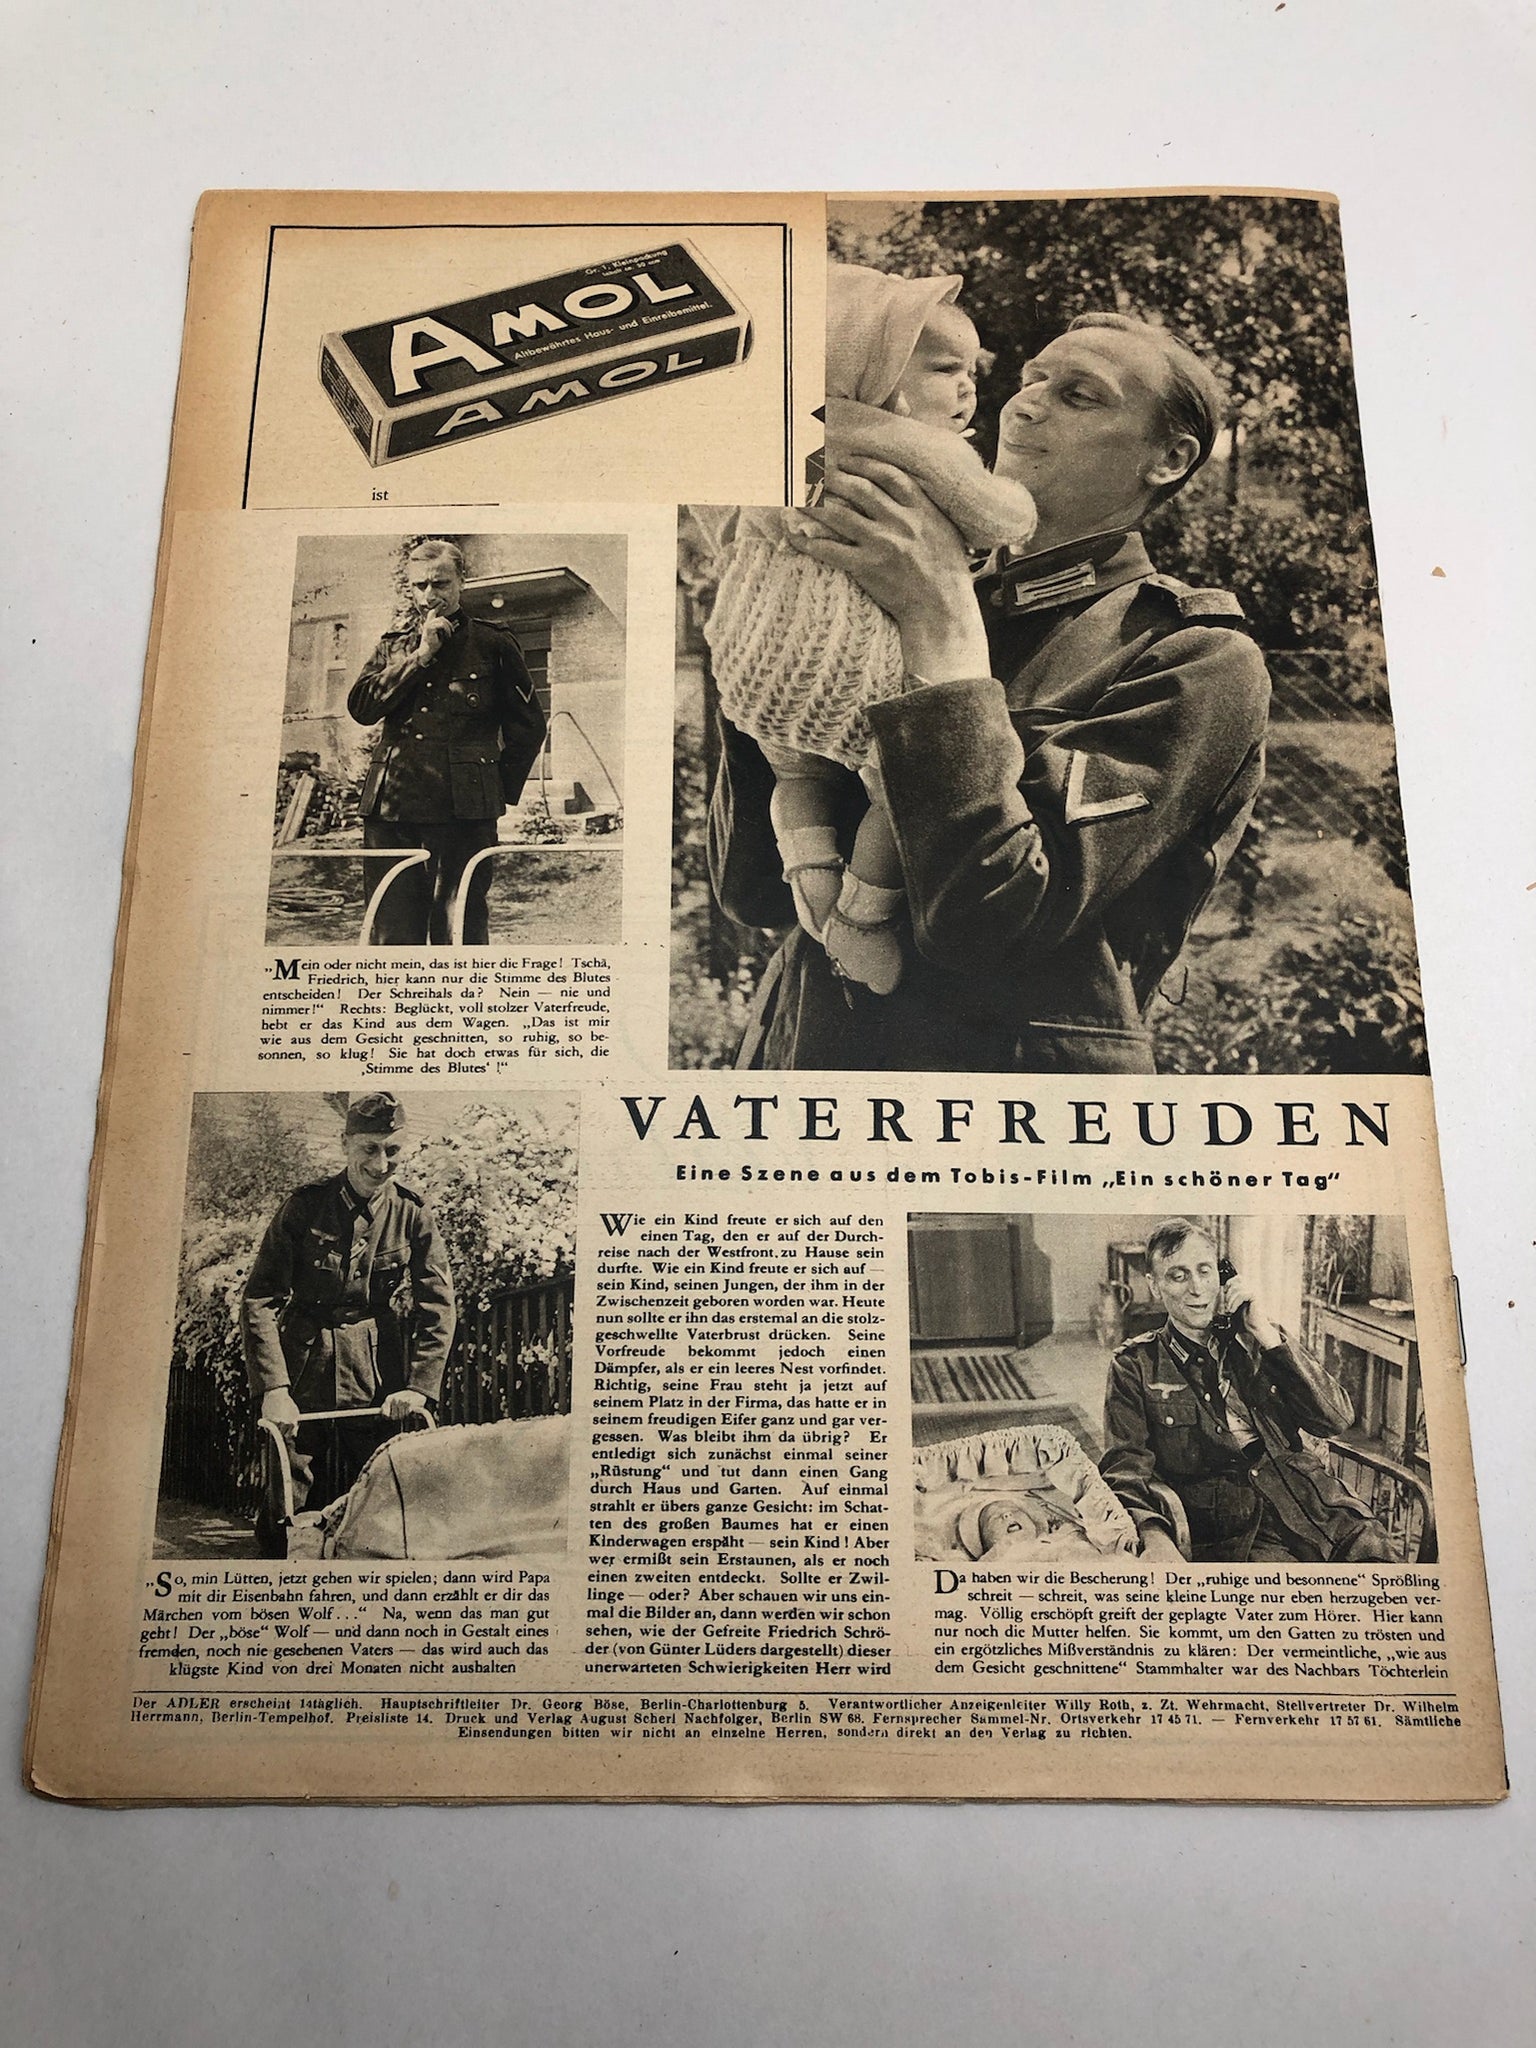 Gr. 1, Kleinpackung
AMOL
Altbewährtes Haus- und Einreibemittel.
AMOL
ist
„Mein oder nicht mein, das ist hier die Frage! Tschä,
Friedrich, hier kann nur die Stimme des Blutes
entscheiden! Der Schreihals da? Nein — nie und
nimmer!“ Rechts: Beglückt, voll stolzer Vaterfreude,
hebt er das Kind aus dem Wagen. „Das ist mir
wie aus dem Gesicht geschnitten, so ruhig, so be-
sonnen, so klug! Sie hat doch etwas für sich, die
‚Stimme des Blutes‘ !“
VATERFREUDEN
Eine Szene aus dem Tobis-Film „Ein schöner Tag“
„So, min Lütten, jetzt gehen wir spielen; dann wird Papa
mit dir Eisenbahn fahren, und dann erzählt er dir das
Märchen vom bösen Wolf . . .“ Na, wenn das man gut
geht! Der „böse“ Wolf — und dann noch in Gestalt eines
fremden, noch nie gesehenen Vaters — das wird auch das
klügste Kind von drei Monaten nicht aushalten
Wie ein Kind freute er sich auf den
einen Tag, den er auf der Durch-
reise nach der Westfront zu Hause sein
durfte. Wie ein Kind freute er sich auf —
sein Kind, seinen Jungen, der ihm in der
Zwischenzeit geboren worden war. Heute
nun sollte er ihn das erstemal an die stolz-
geschwellte Vaterbrust drücken. Seine
Vorfreude bekommt jedoch einen
Dämpfer, als er ein leeres Nest vorfindet.
Richtig, seine Frau steht ja jetzt auf
seinem Platz in der Firma, das hatte er in
seinem freudigen Eifer ganz und gar ver-
gessen. Was bleibt ihm da übrig? Er
entledigt sich zunächst einmal seiner
„Rüstung“ und tut dann einen Gang
durch Haus und Garten. Auf einmal
strahlt er übers ganze Gesicht: im Schat-
ten des großen Baumes hat er einen
Kinderwagen erspäht — sein Kind! Aber
wer ermißt sein Erstaunen, als er noch
einen zweiten entdeckt. Sollte er Zwil-
linge — oder? Aber schauen wir uns ein-
mal die Bilder an, dann werden wir schon
sehen, wie der Gefreite Friedrich Schrö-
der (von Günter Lüders dargestellt) dieser
unerwarteten Schwierigkeiten Herr wird
Da haben wir die Bescherung! Der „ruhige und besonnene“ Sprößling
schreit — schreit, was seine kleine Lunge nur eben herzugeben ver-
mag. Völlig erschöpft greift der geplagte Vater zum Hörer. Hier kann
nur noch die Mutter helfen. Sie kommt, um den Gatten zu trösten und
ein ergötzliches Mißverständnis zu klären: Der vermeintliche, „wie aus
dem Gesicht geschnittene“ Stammhalter war des Nachbars Töchterlein
Der ADLER erscheint 14täglich. Hauptschriftleiter Dr. Georg Böse, Berlin-Charlottenburg 5. Verantwortlicher Anzeigenleiter Willy Roth, z. Zt. Wehrmacht, Stellvertreter Dr. Wilhelm
Herrmann, Berlin-Tempelhof. Preisliste 14. Druck und Verlag August Scherl Nachfolger, Berlin SW 68. Fernsprecher Sammel-Nr. Ortsverkehr 17 45 71. — Fernverkehr 17 57 61. Sämtliche
Einsendungen bitten wir nicht an einzelne Herren, sondern direkt an den Verlag zu richten.